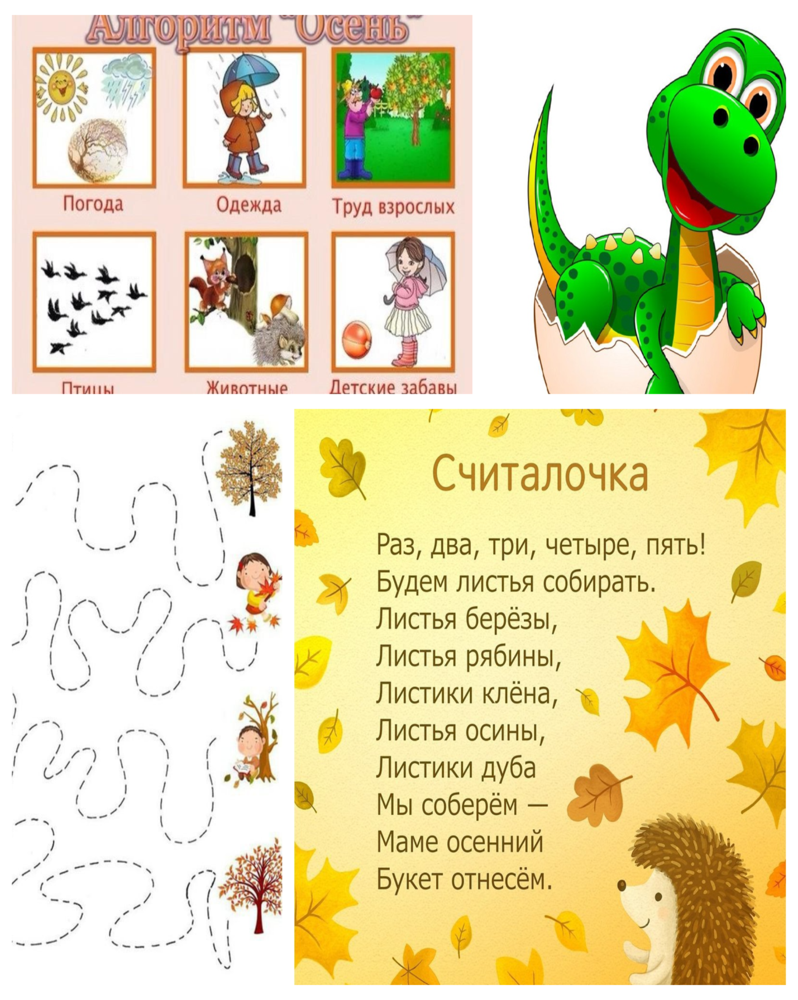 Алгоритм "Осень"
Погода
Одежда
Труд взрослых
Птицы
Животные
Детские забавы
Считалочка
Раз, два, три, четыре, пять!
Будем листья собирать.
Листья берёзы,
Листья рябины,
Листики клёна,
Листья осины,
Листики дуба
Мы соберём —
Маме осенний
Букет отнесём.